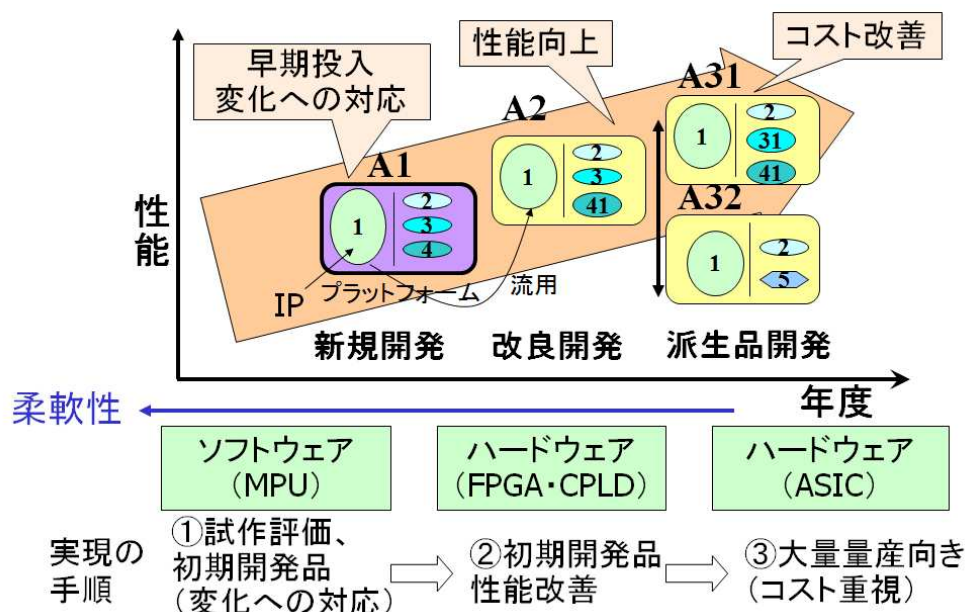 早期投入
変化への対応
性能向上
コスト改善
A1
A2
A31
A32
1
2
3
4
1
2
3
41
1
2
31
41
1
2
5
性能
IP
プラットフォーム
流用
新規開発
改良開発
派生品開発
年度
柔軟性
ソフトウェア
(MPU)
ハードウェア
(FPGA・CPLD)
ハードウェア
(ASIC)
実現の
手順
①試作評価、
初期開発品
(変化への対応)
②初期開発品
性能改善
③大量量産向き
(コスト重視)